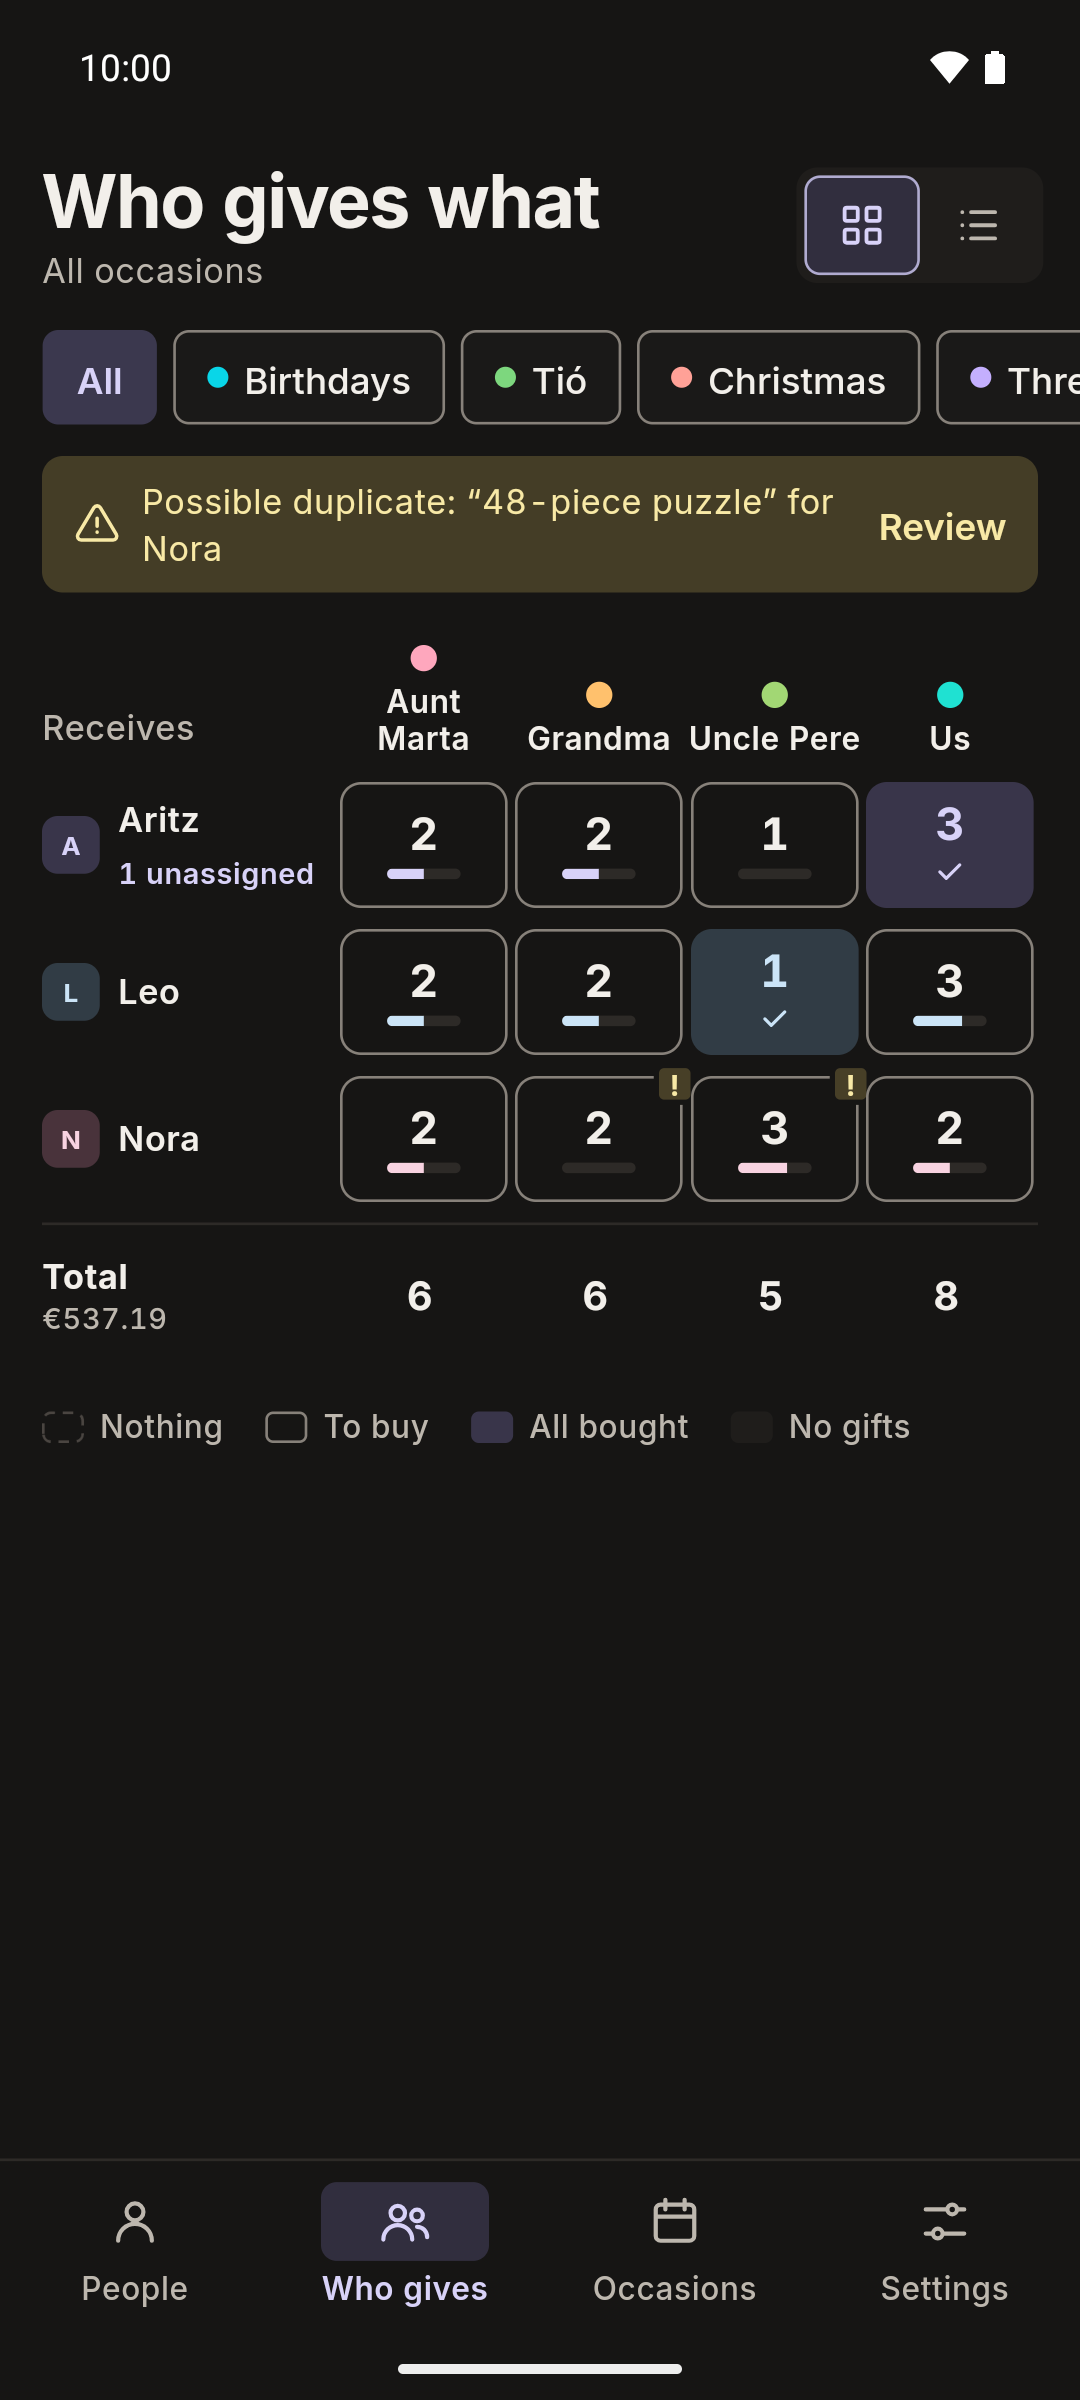 10:00
Who gives what
All occasions
All
Birthdays
Tió
Christmas
Thre
Possible duplicate: “48-piece puzzle” for
Nora
Review
Receives
Aunt
Marta
Grandma
Uncle Pere
Us
A
Aritz
1 unassigned
2
2
1
3
L
Leo
2
2
1
3
N
Nora
2
2
!
3
!
2
Total
€537.19
6
6
5
8
Nothing
To buy
All bought
No gifts
People
Who gives
Occasions
Settings